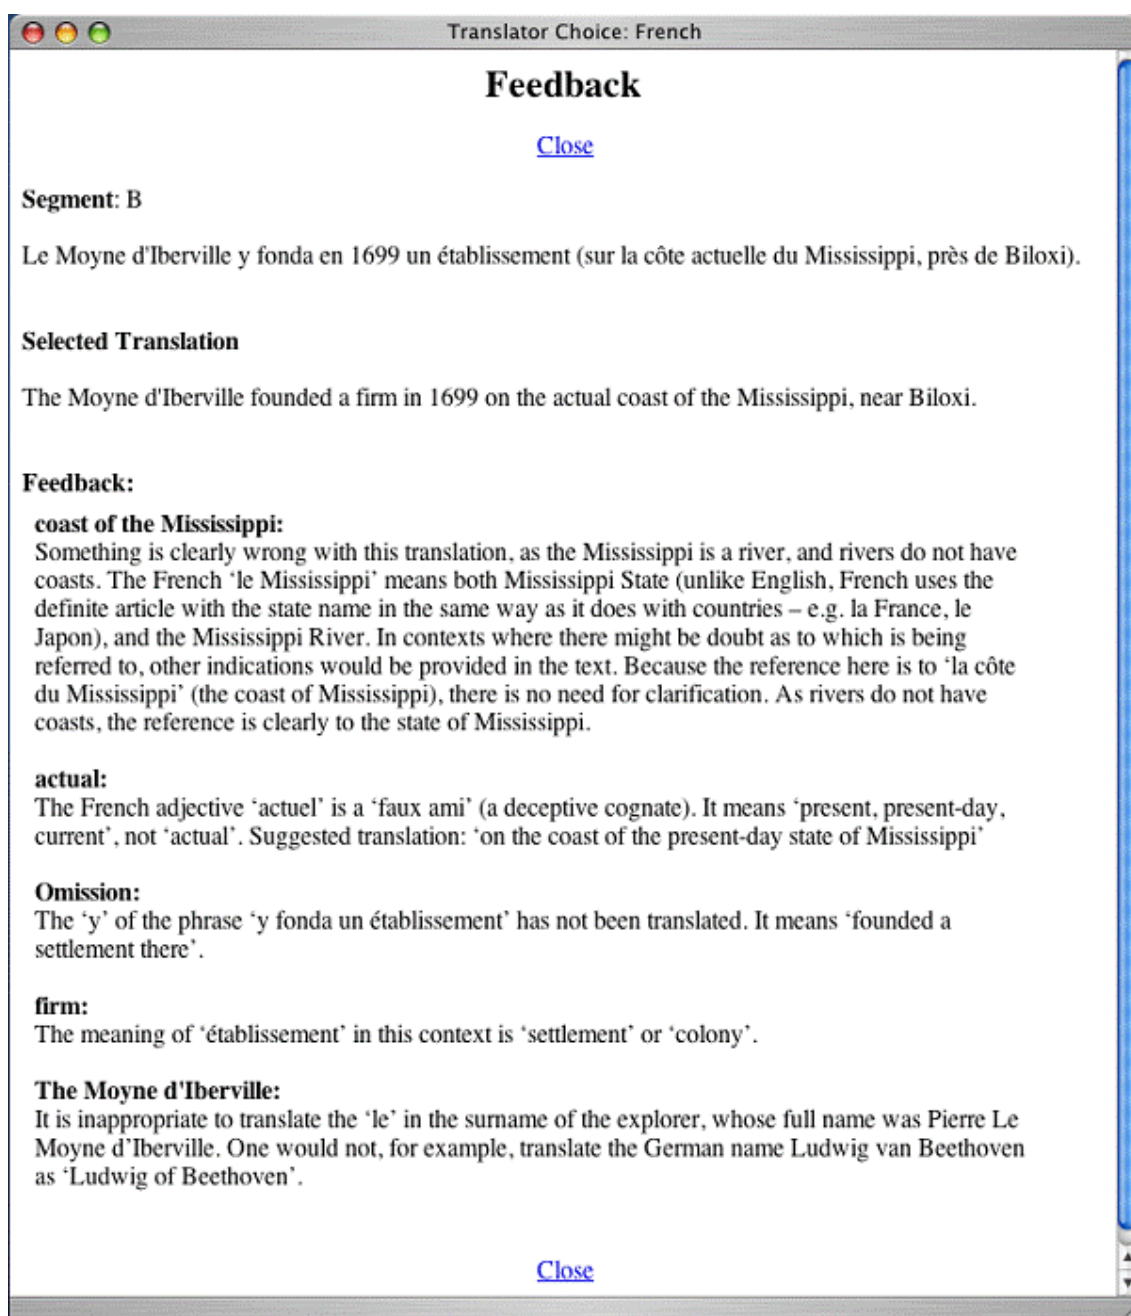 Translator Choice: French
Feedback
Close
Segment: B
Le Moyne d'Iberville y fonda en 1699 un établissement (sur la côte actuelle du Mississippi, près de Biloxi).
Selected Translation
The Moyne d'Iberville founded a firm in 1699 on the actual coast of the Mississippi, near Biloxi.
Feedback:
coast of the Mississippi:
Something is clearly wrong with this translation, as the Mississippi is a river, and rivers do not have
coasts. The French ‘le Mississippi’ means both Mississippi State (unlike English, French uses the
definite article with the state name in the same way as it does with countries – e.g. la France, le
Japon), and the Mississippi River. In contexts where there might be doubt as to which is being
referred to, other indications would be provided in the text. Because the reference here is to ‘la côte
du Mississippi’ (the coast of Mississippi), there is no need for clarification. As rivers do not have
coasts, the reference is clearly to the state of Mississippi.
actual:
The French adjective ‘actuel’ is a ‘faux ami’ (a deceptive cognate). It means ‘present, present-day,
current’, not ‘actual’. Suggested translation: ‘on the coast of the present-day state of Mississippi’
Omission:
The ‘y’ of the phrase ‘y fonda un établissement’ has not been translated. It means ‘founded a
settlement there’.
firm:
The meaning of ‘établissement’ in this context is ‘settlement’ or ‘colony’.
The Moyne d'Iberville:
It is inappropriate to translate the ‘le’ in the surname of the explorer, whose full name was Pierre Le
Moyne d’Iberville. One would not, for example, translate the German name Ludwig van Beethoven
as ‘Ludwig of Beethoven’.
Close